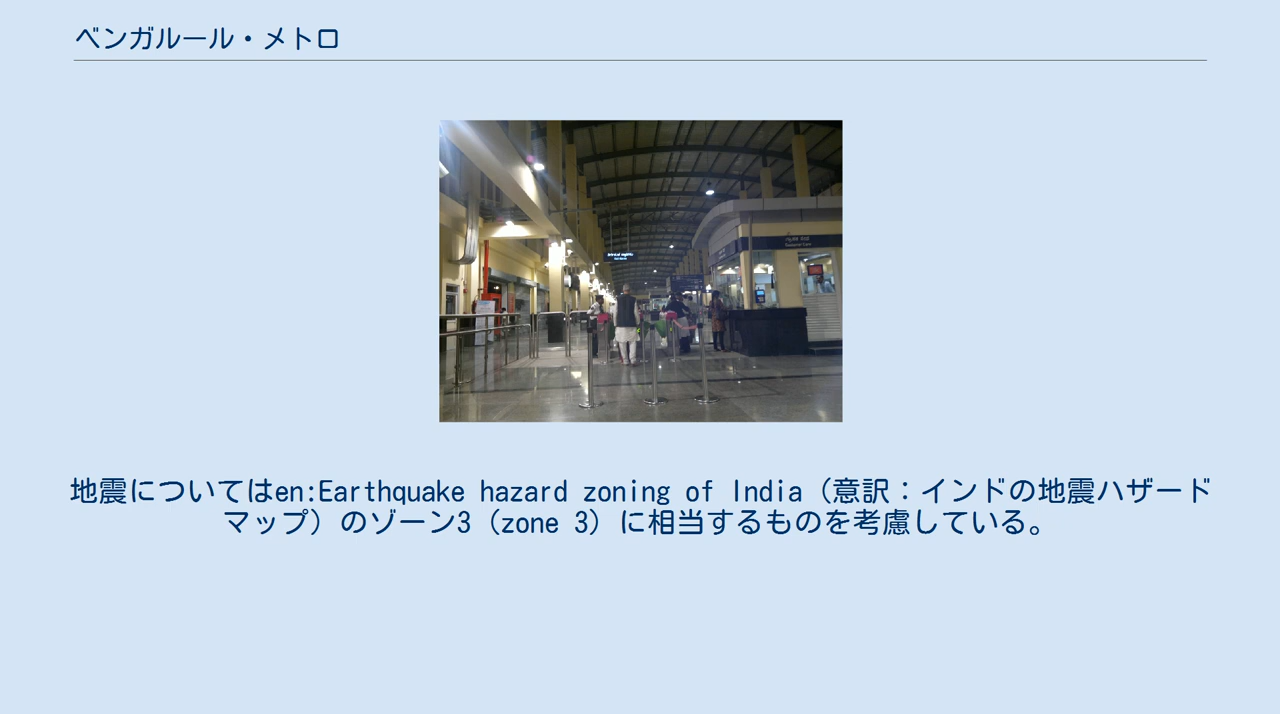 ベンガルール・メトロ
地震についてはen:Earthquake hazard zoning of India（意訳：インドの地震ハザード
マップ）のゾーン3（zone 3）に相当するものを考慮している。